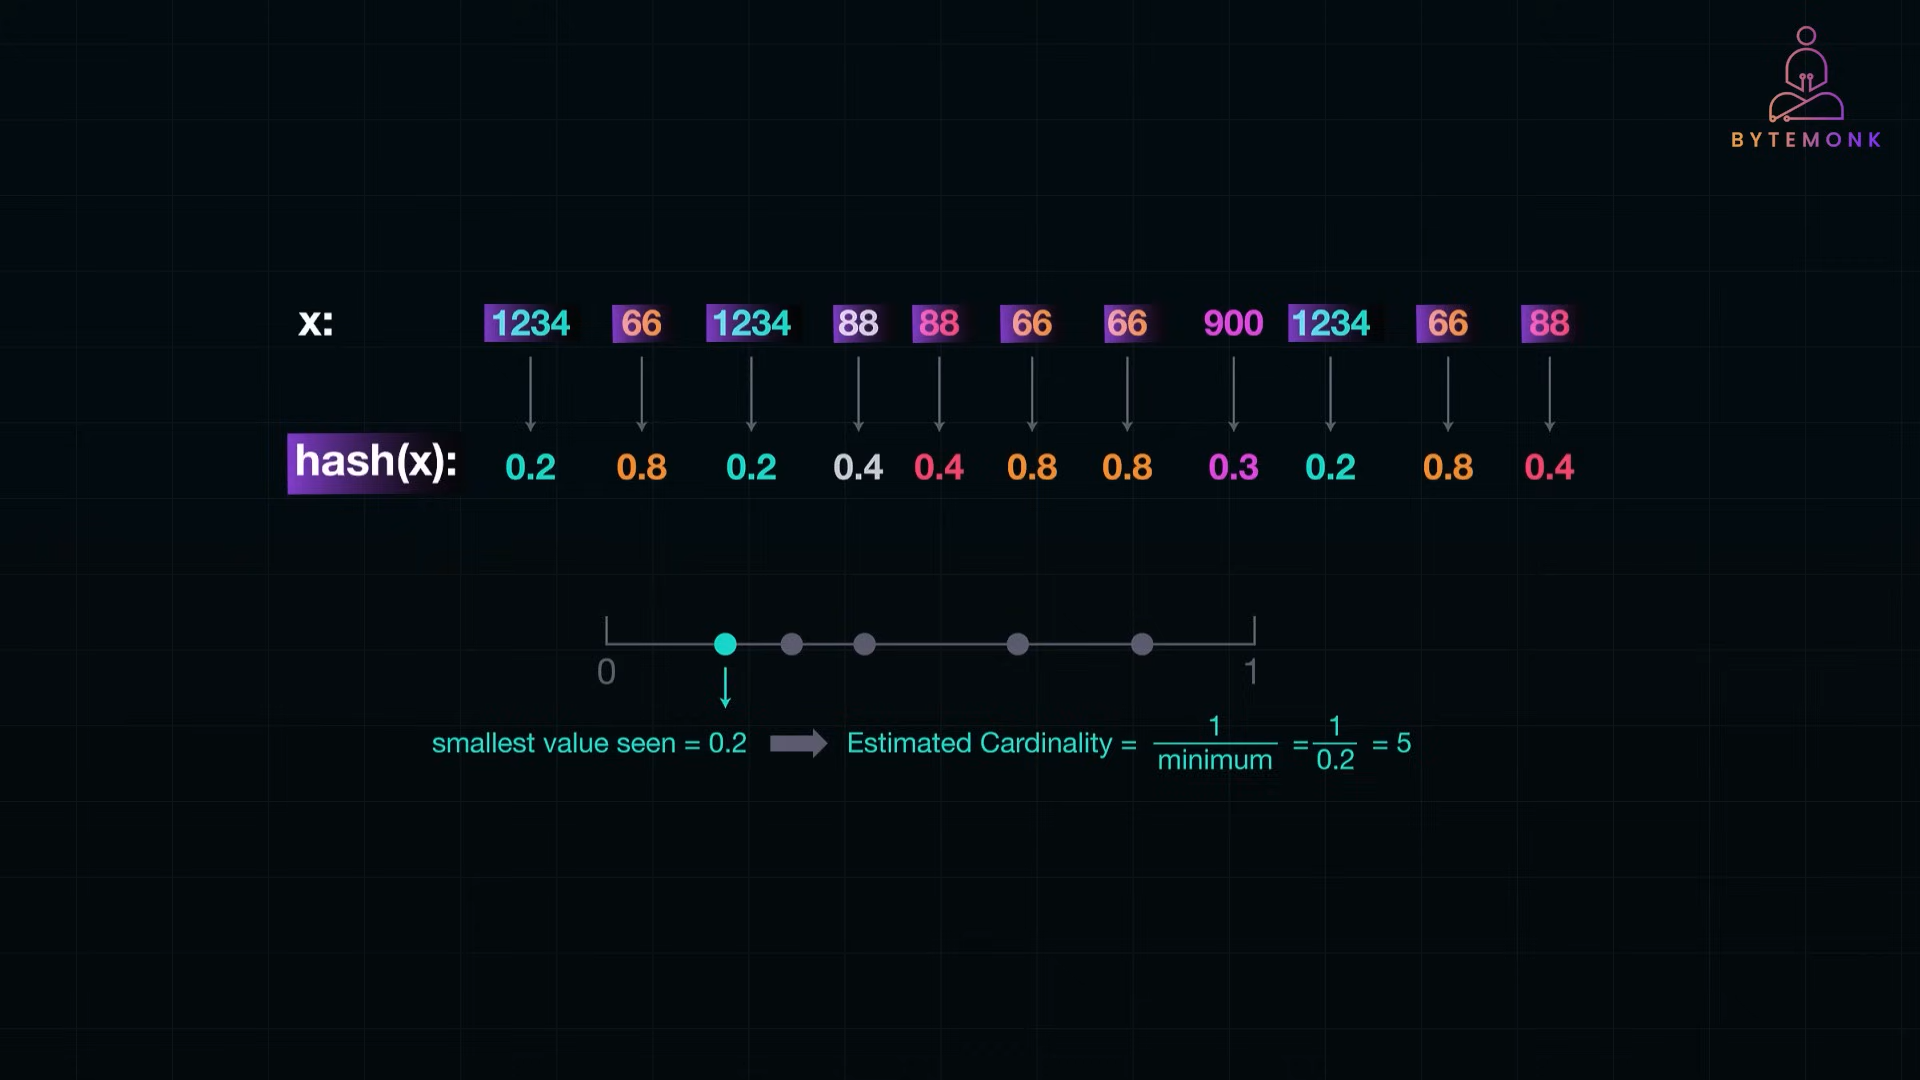 BYTEMONK
x: 1234 66 1234 88 88 66 66 900 1234 66 88
hash(x): 0.2 0.8 0.2 0.4 0.4 0.8 0.8 0.3 0.2 0.8 0.4
0 1
smallest value seen = 0.2 Estimated Cardinality = 1/minimum = 1/0.2 = 5